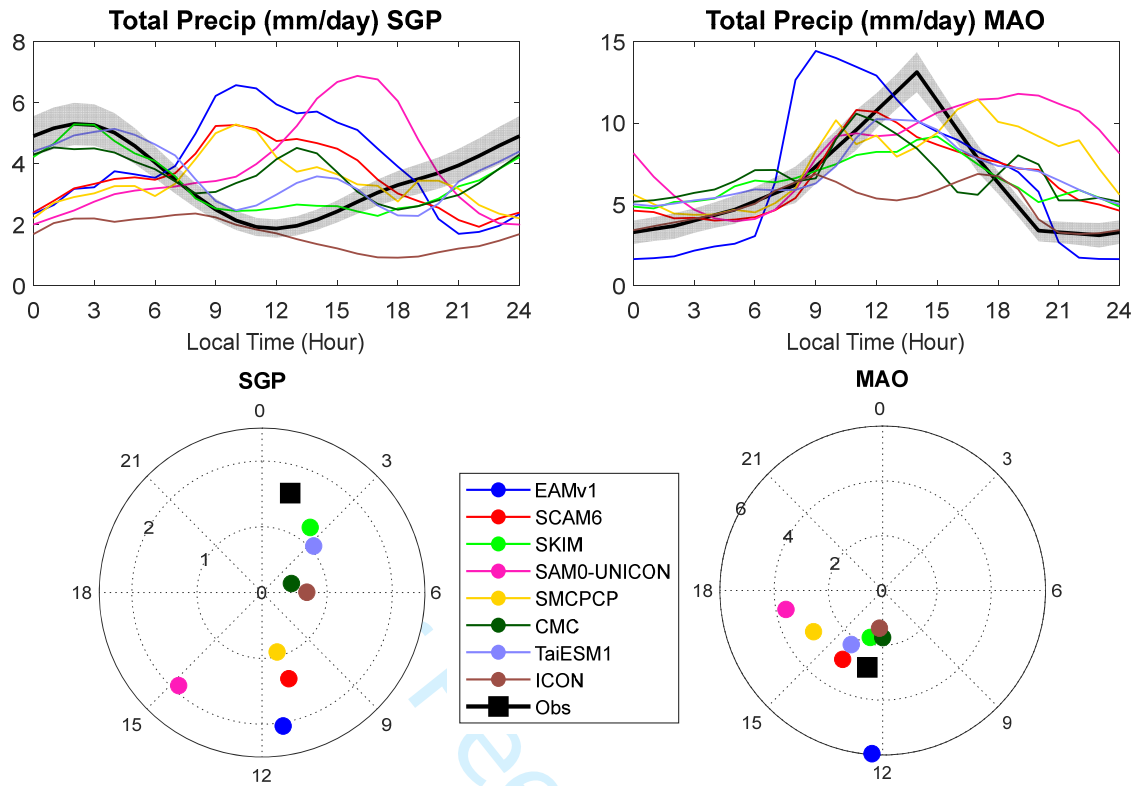 Total Precip (mm/day) SGP
8
6
4
2
0
0 3 6 9 12 15 18 21 24
Local Time (Hour)
Total Precip (mm/day) MAO
15
10
5
0
0 3 6 9 12 15 18 21 24
Local Time (Hour)
SGP
0
21 3
2
1
18 0 6
15 9
12
EAMv1
SCAM6
SKIM
SAM0-UNICON
SMCPCP
CMC
TaiESM1
ICON
Obs
MAO
0
21 3
6
4
2
18 0 6
15 9
12